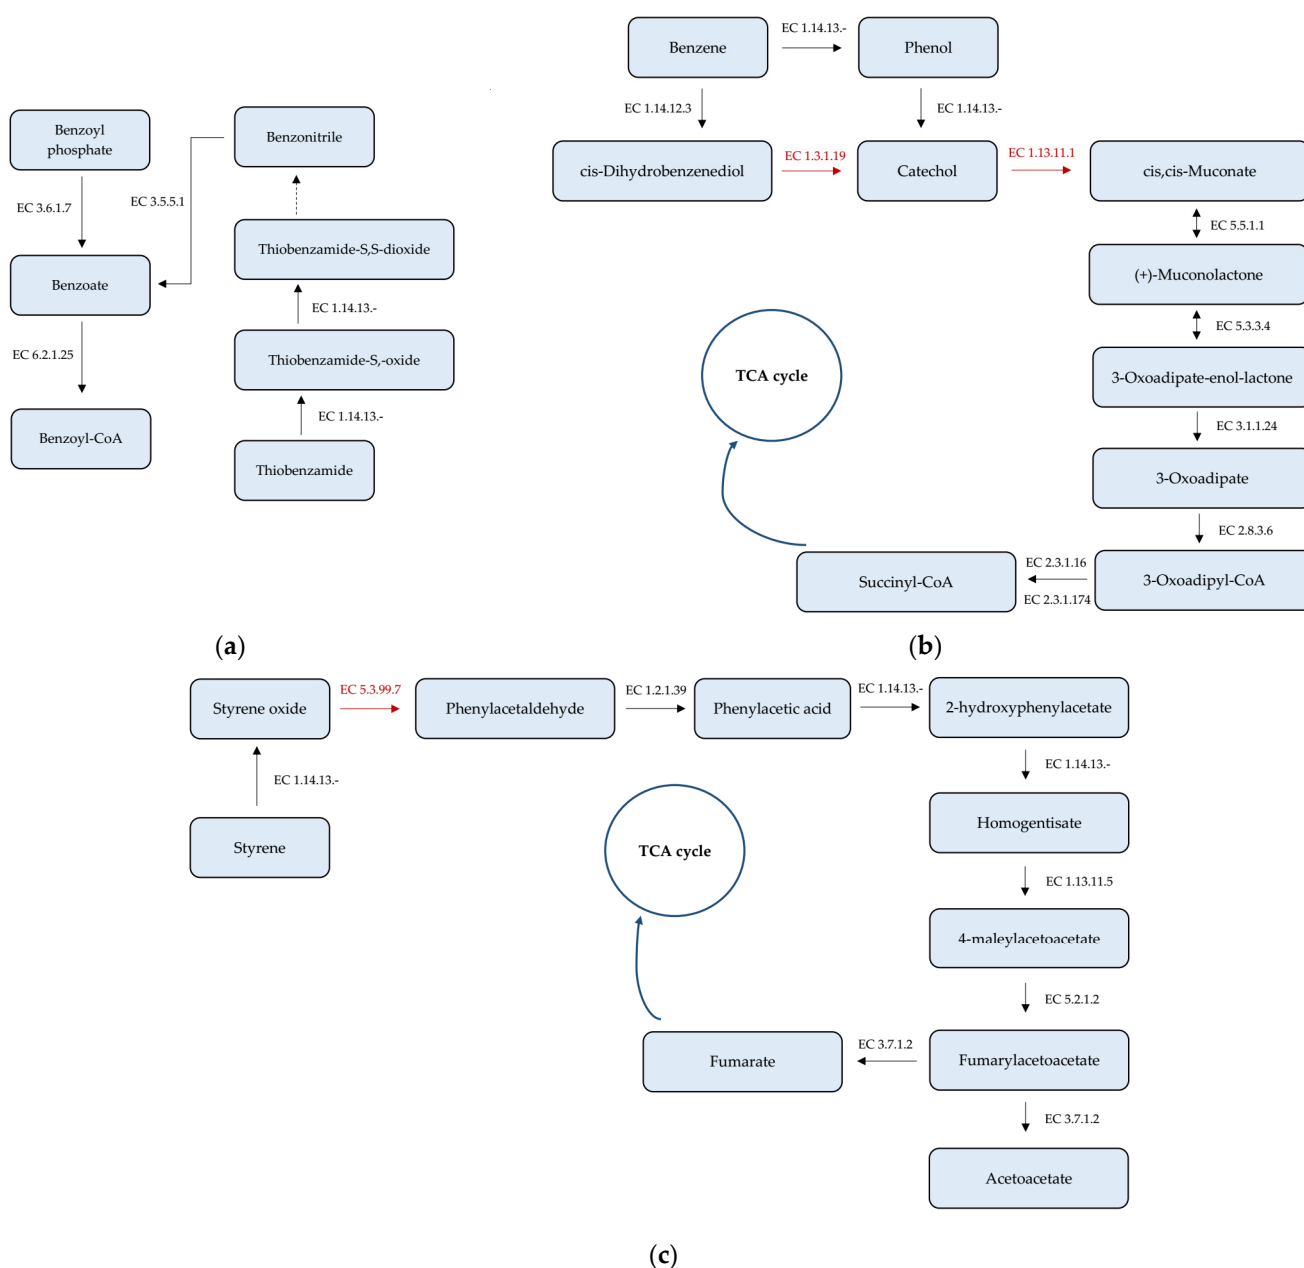 Benzoyl
phosphate
EC 3.6.1.7
Benzoate
EC 6.2.1.25
Benzoyl-CoA
Benzonitrile
EC 3.5.5.1
Thiobenzamide-S,S-dioxide
EC 1.14.13.-
Thiobenzamide-S,-oxide
EC 1.14.13.-
Thiobenzamide
(a)
Benzene
EC 1.14.13.-
Phenol
EC 1.14.12.3
EC 1.14.13.-
cis-Dihydrobenzenediol
EC 1.3.1.19
Catechol
EC 1.13.11.1
cis,cis-Muconate
EC 5.5.1.1
(+)-Muconolactone
EC 5.3.3.4
3-Oxoadipate-enol-lactone
EC 3.1.1.24
3-Oxoadipate
EC 2.8.3.6
3-Oxoadipyl-CoA
EC 2.3.1.16
EC 2.3.1.174
Succinyl-CoA
TCA cycle
(b)
Styrene oxide
EC 5.3.99.7
Phenylacetaldehyde
EC 1.2.1.39
Phenylacetic acid
EC 1.14.13.-
2-hydroxyphenylacetate
EC 1.14.13.-
Styrene
EC 1.14.13.-
Homogentisate
EC 1.13.11.5
4-maleylacetoacetate
EC 5.2.1.2
Fumarylacetoacetate
EC 3.7.1.2
Fumarate
TCA cycle
EC 3.7.1.2
Acetoacetate
(c)